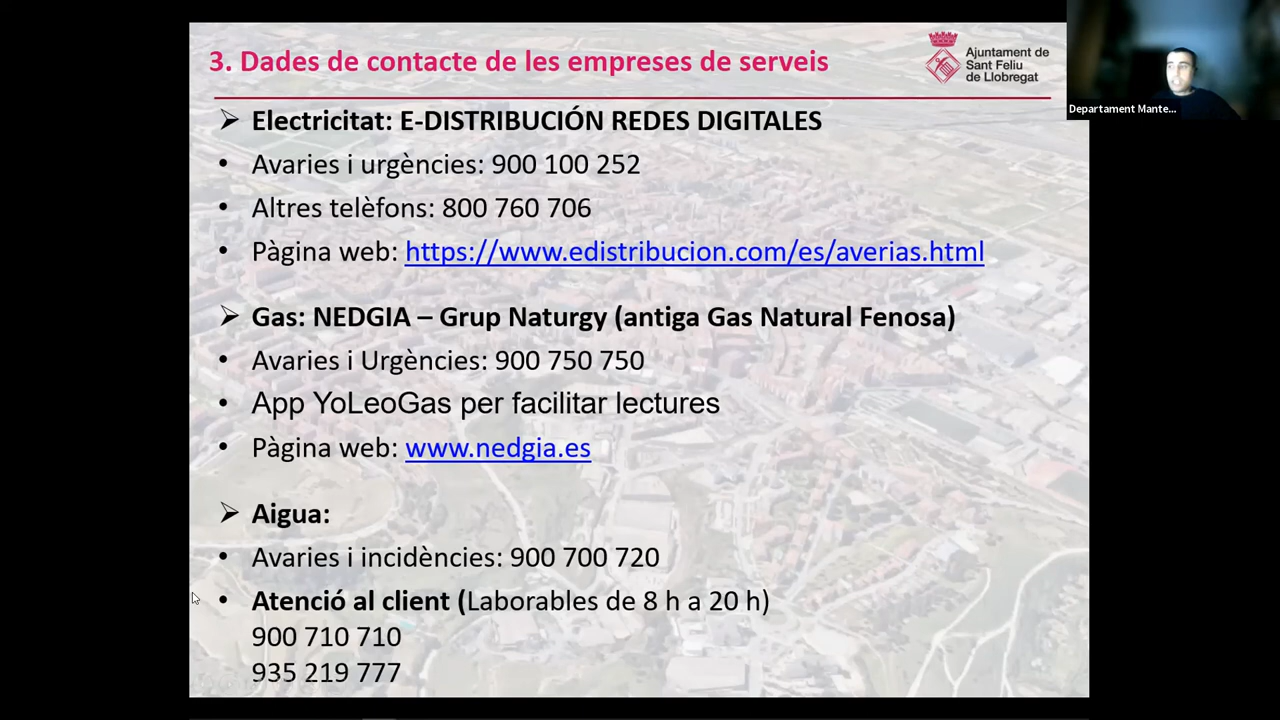 3. Dades de contacte de les empreses de serveis
Ajuntament de
Sant Feliu
de Llobregat
Departament Mante...
Electricitat: E-DISTRIBUCIÓN REDES DIGITALES
Avaries i urgències: 900 100 252
Altres telèfons: 800 760 706
Pàgina web: https://www.edistribucion.com/es/averias.html
Gas: NEDGIA – Grup Naturgy (antiga Gas Natural Fenosa)
Avaries i Urgències: 900 750 750
App YoLeoGas per facilitar lectures
Pàgina web: www.nedgia.es
Aigua:
Avaries i incidències: 900 700 720
Atenció al client (Laborables de 8 h a 20 h)
900 710 710
935 219 777